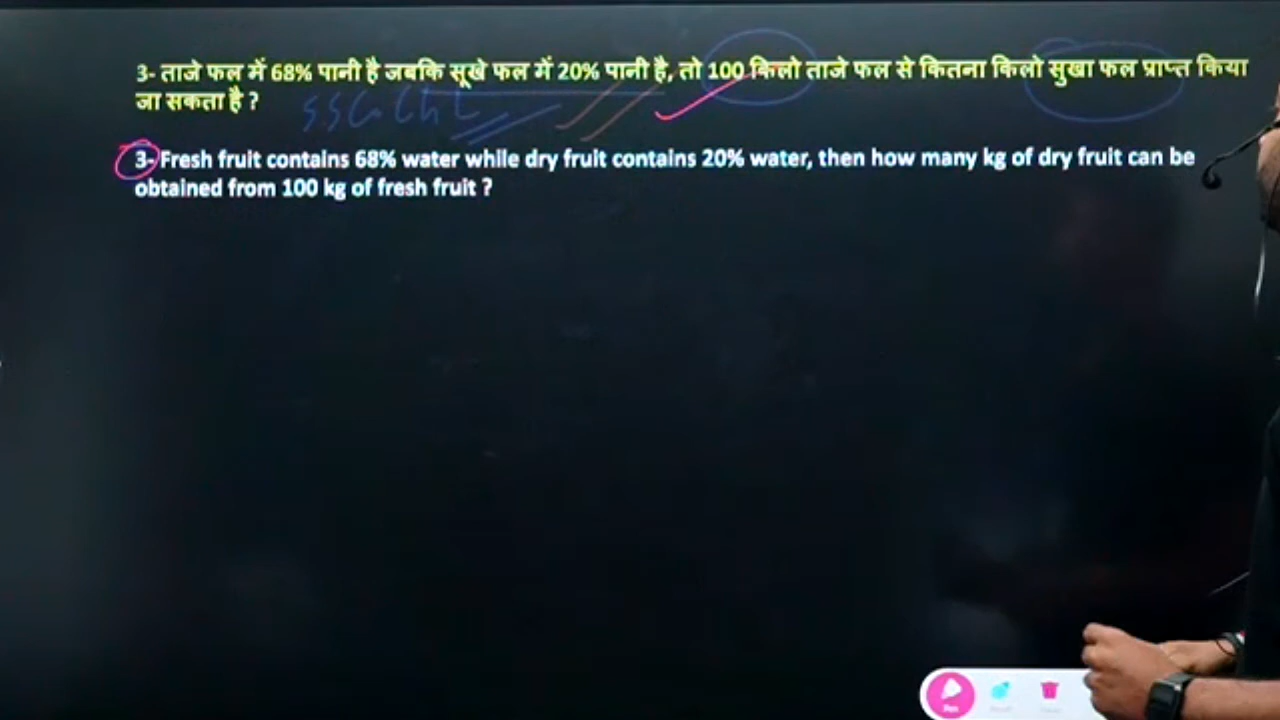 3- ताजे फल में 68% पानी है जबकि सूखे फल में 20% पानी है, तो 100 किलो ताजे फल से कितना किलो सुखा फल प्राप्त किया
जा सकता है ?
3- Fresh fruit contains 68% water while dry fruit contains 20% water, then how many kg of dry fruit can be
obtained from 100 kg of fresh fruit ?